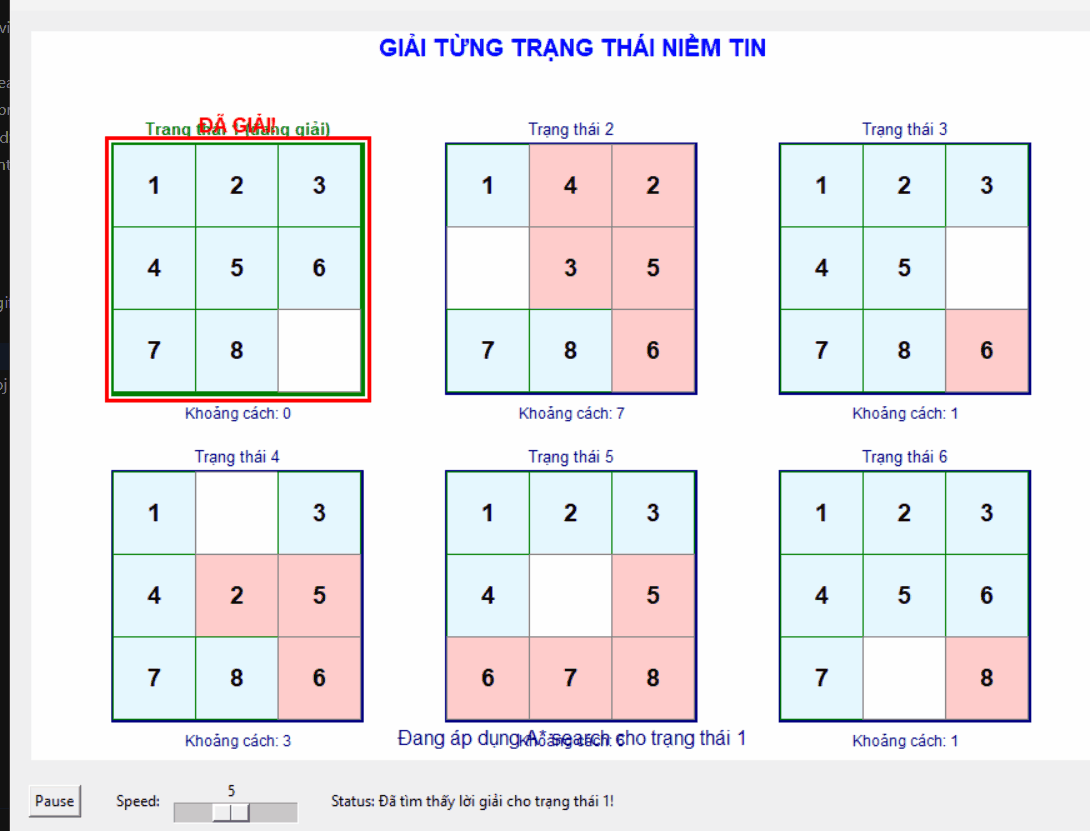 GIẢI TỪNG TRẠNG THÁI NIỀM TIN
ĐÃ GIẢI!
Trạng thái 1 (đang giải)
Trạng thái 2
Trạng thái 3
1 2 3
4 5 6
7 8
1 4 2
3 5
7 8 6
1 2 3
4 5
7 8 6
Khoảng cách: 0
Khoảng cách: 7
Khoảng cách: 1
Trạng thái 4
Trạng thái 5
Trạng thái 6
1 3
4 2 5
7 8 6
1 2 3
4 5
6 7 8
1 2 3
4 5 6
7 8
Khoảng cách: 3
Đang áp dụng A* search cho trạng thái 1
Khoảng cách: 6
Khoảng cách: 1
Pause
Speed:
5
Status: Đã tìm thấy lời giải cho trạng thái 1!